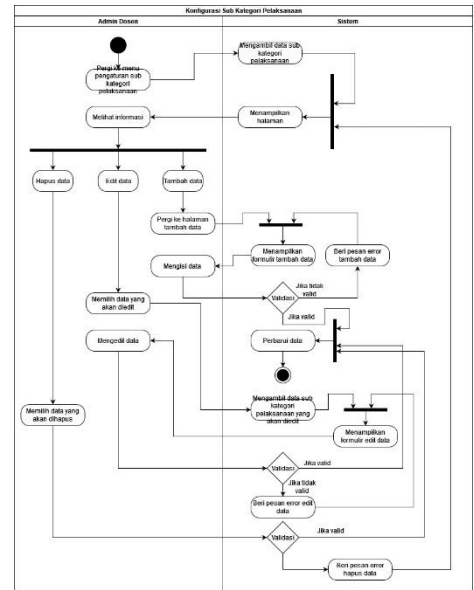 Konfigurasi Sub Kategori Pelaksanaan
Admin Dosen
Sistem
Pergi ke menu
pengaturan sub
kategori
pelaksanaan
Mengambil data sub
kategori
pelaksanaan
Melihat informasi
Menampilkan
halaman
Hapus data
Edit data
Tambah data
Pergi ke halaman
tambah data
Menampilkan
formulir tambah data
Beri pesan error
tambah data
Mengisi data
Validasi
Jika tidak
valid
Jika valid
Memilih data yang
akan diedit
Mengedil data
Perbarui data
Mengambil data sub
kategori
pelaksanaan yang
akan diedit
Memilih data yang
akan dihapus
Menampilkan
formulir edit data
Validasi
Jika valid
Jika tidak
valid
Beri pesan error edit
data
Validasi
Jika valid
Beri pesan error
hapus data